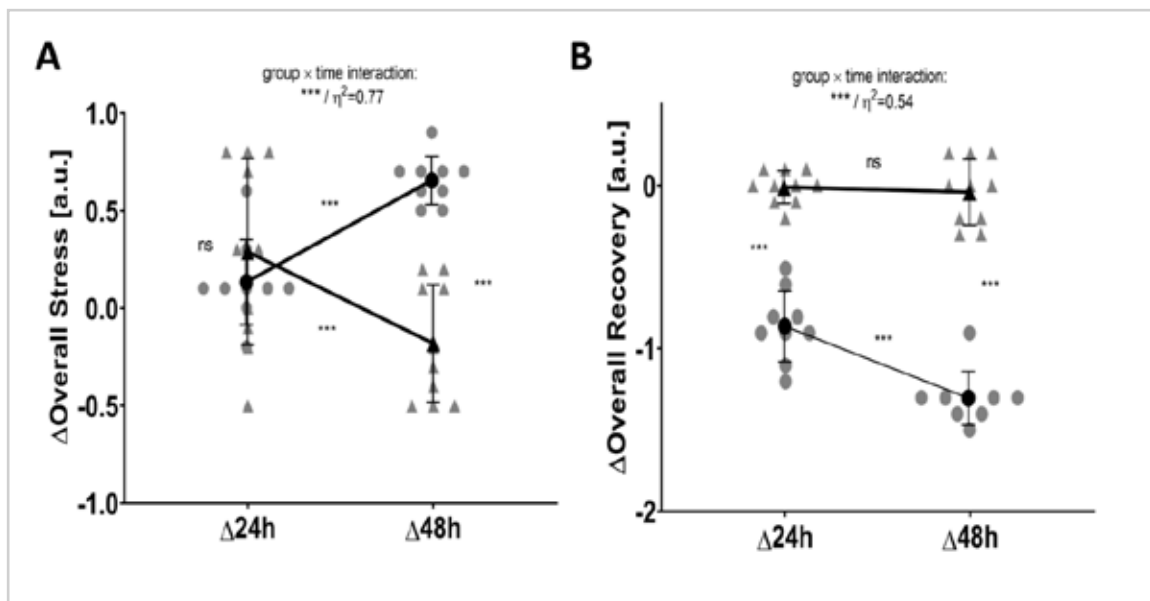 A
group × time interaction:
*** / η²=0.77
ΔOverall Stress [a.u.]
1.0
0.5
0.0
-0.5
-1.0
ns
***
***
***
Δ24h
Δ48h
B
group × time interaction:
*** / η²=0.54
ΔOverall Recovery [a.u.]
0
-1
-2
ns
***
***
***
Δ24h
Δ48h